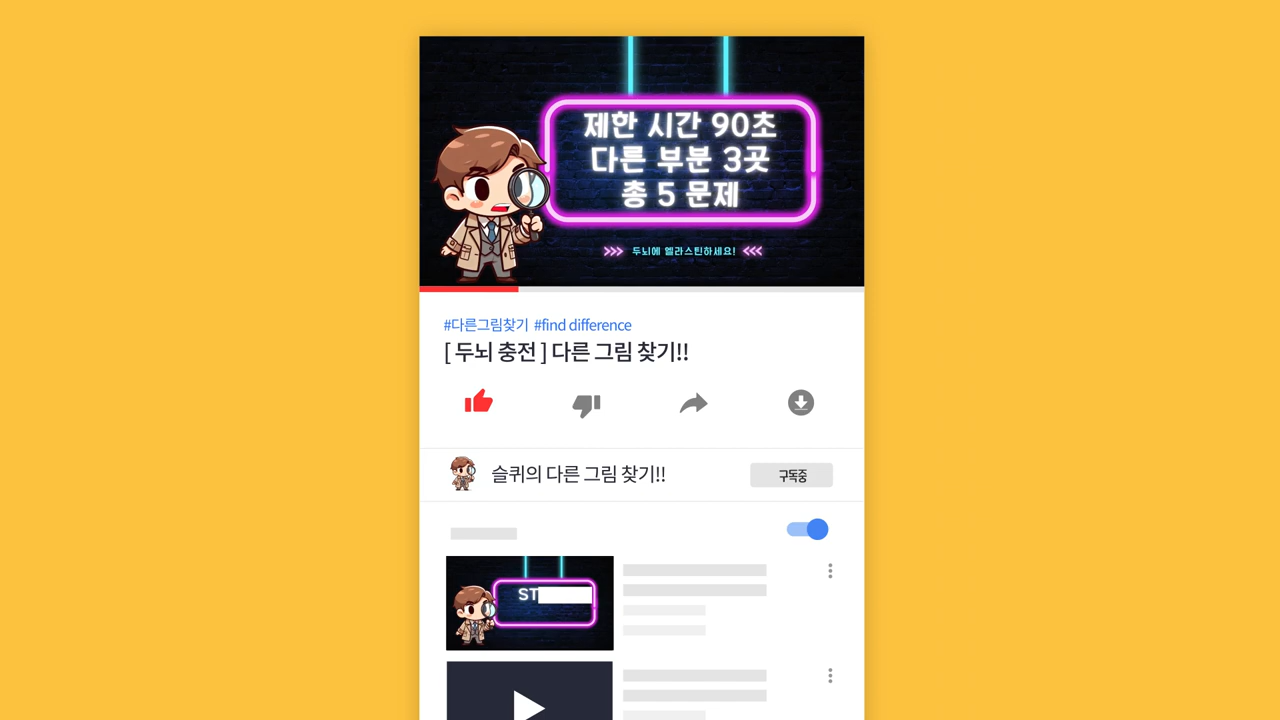 제한 시간 90초
다른 부분 3곳
총 5 문제
>>> 두뇌에 엘라스틴하세요! <<<
#다른그림찾기 #find difference
[ 두뇌 충전 ] 다른 그림 찾기!!
슬퀴의 다른 그림 찾기!!
구독중
ST